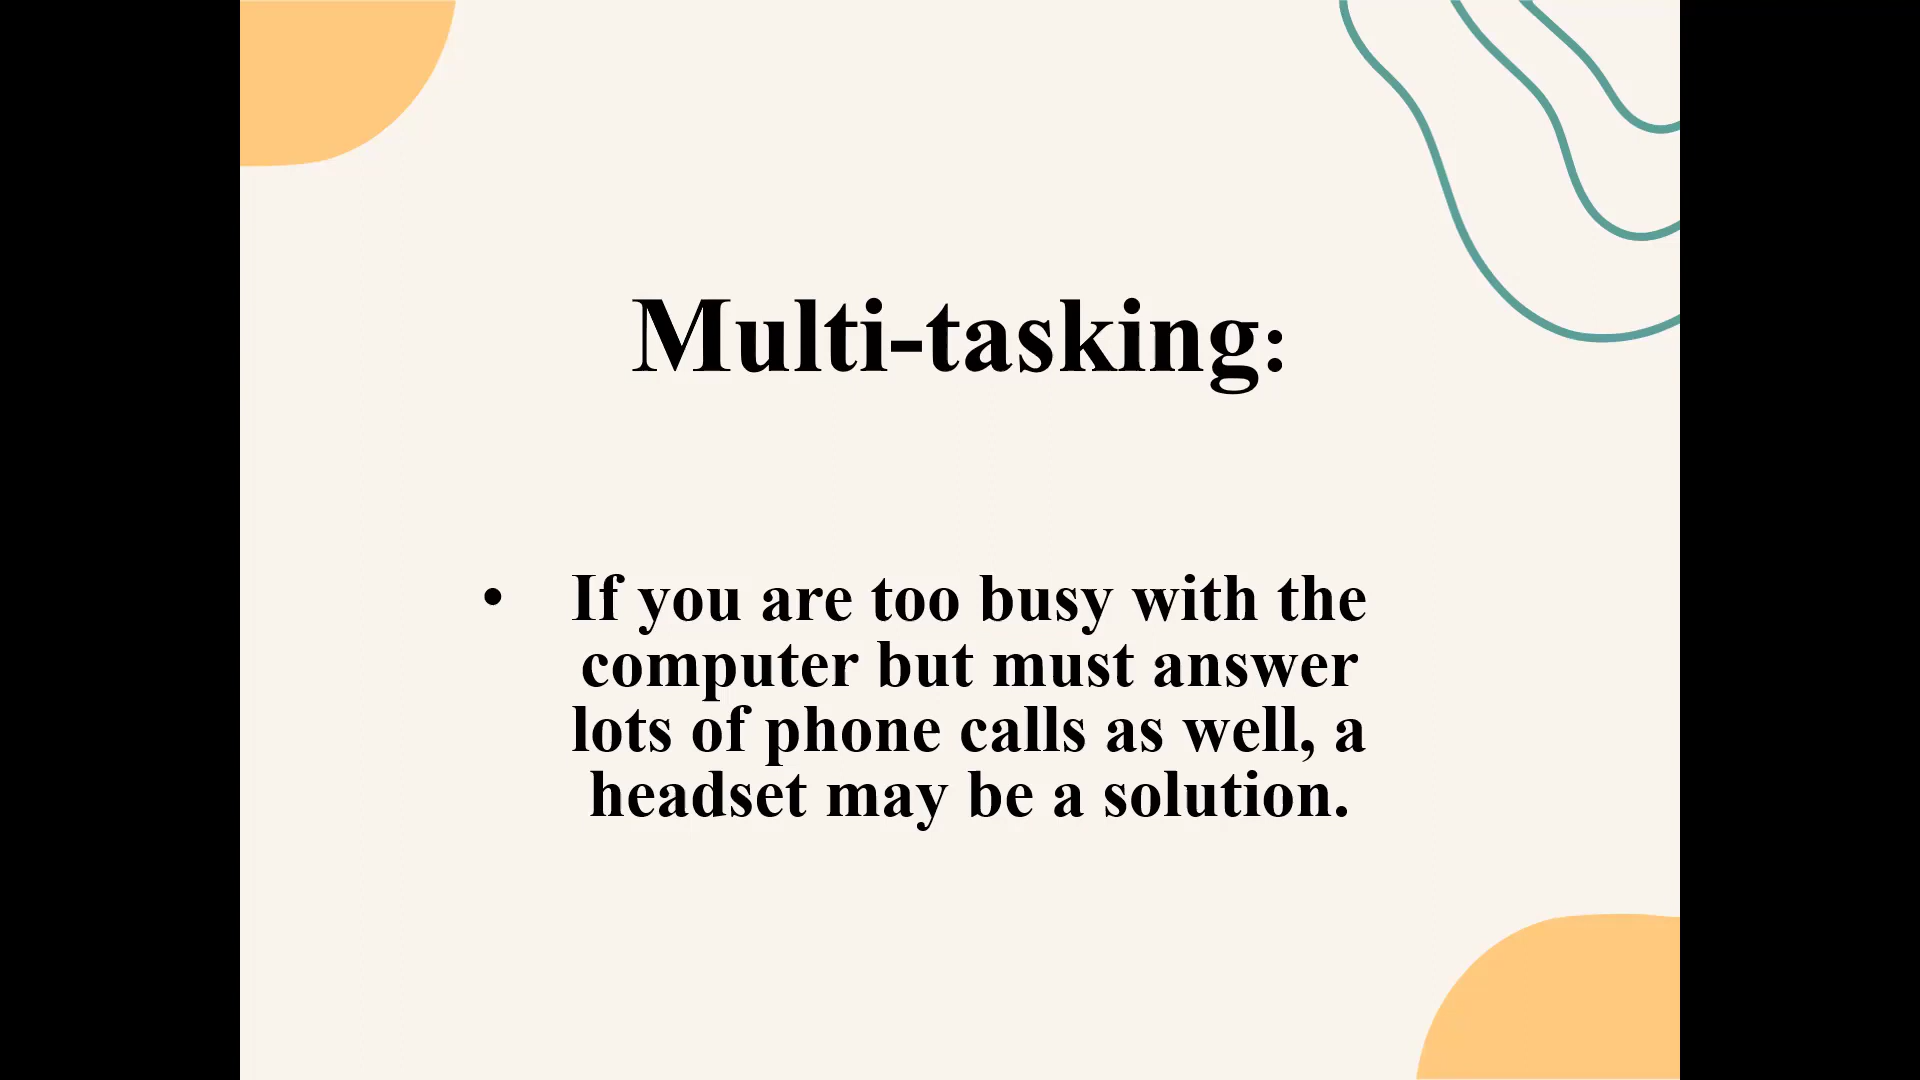 Multi-tasking:
• If you are too busy with the
computer but must answer
lots of phone calls as well, a
headset may be a solution.